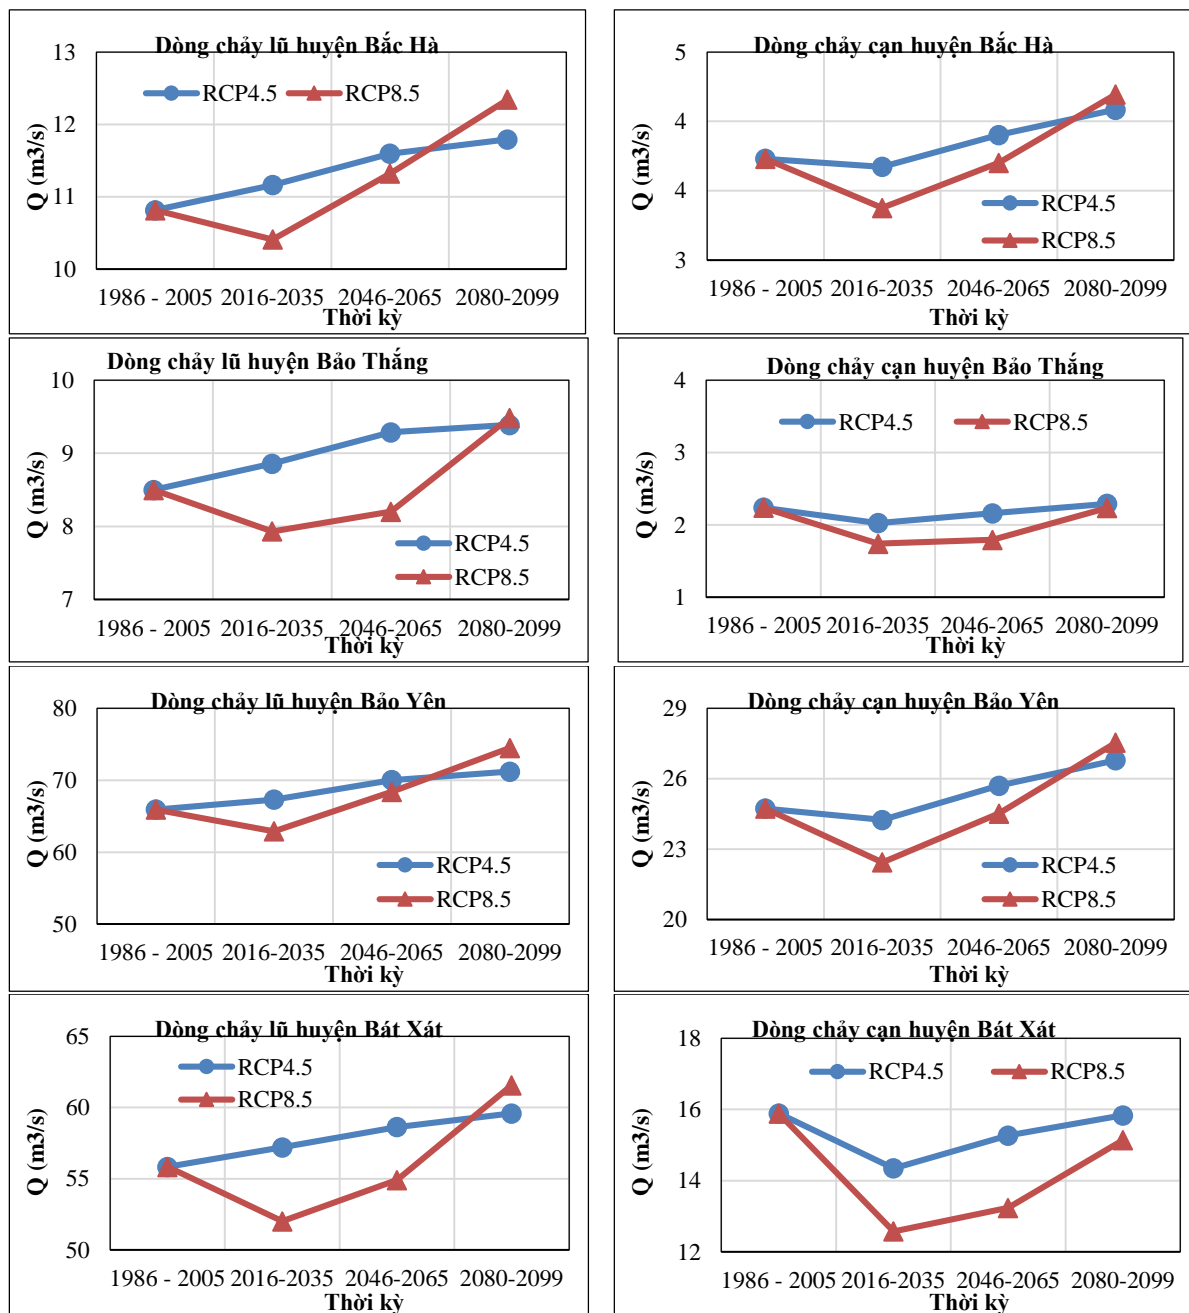 Dòng chảy lũ huyện Bắc Hà
RCP4.5 RCP8.5
Q (m3/s)
13
12
11
10
1986 - 2005 2016-2035 2046-2065 2080-2099
Thời kỳ
Dòng chảy cạn huyện Bắc Hà
Q (m3/s)
5
4
4
3
RCP4.5
RCP8.5
1986 - 2005 2016-2035 2046-2065 2080-2099
Thời kỳ
Dòng chảy lũ huyện Bảo Thắng
Q (m3/s)
10
9
8
7
RCP4.5
RCP8.5
1986 - 2005 2016-2035 2046-2065 2080-2099
Thời kỳ
Dòng chảy cạn huyện Bảo Thắng
RCP4.5 RCP8.5
Q (m3/s)
4
3
2
1
1986 - 2005 2016-2035 2046-2065 2080-2099
Thời kỳ
Dòng chảy lũ huyện Bảo Yên
Q (m3/s)
80
70
60
50
RCP4.5
RCP8.5
1986 - 2005 2016-2035 2046-2065 2080-2099
Thời kỳ
Dòng chảy cạn huyện Bảo Yên
Q (m3/s)
29
26
23
20
RCP4.5
RCP8.5
1986 - 2005 2016-2035 2046-2065 2080-2099
Thời kỳ
Dòng chảy lũ huyện Bát Xát
RCP4.5
RCP8.5
Q (m3/s)
65
60
55
50
1986 - 2005 2016-2035 2046-2065 2080-2099
Thời kỳ
Dòng chảy cạn huyện Bát Xát
RCP4.5 RCP8.5
Q (m3/s)
18
16
14
12
1986 - 2005 2016-2035 2046-2065 2080-2099
Thời kỳ